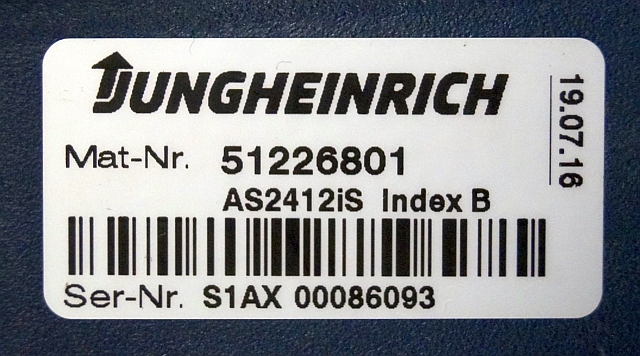 JUNGHEINRICH
19.07.16
Mat-Nr. 51226801
AS2412iS Index B
Ser-Nr. S1AX 00086093